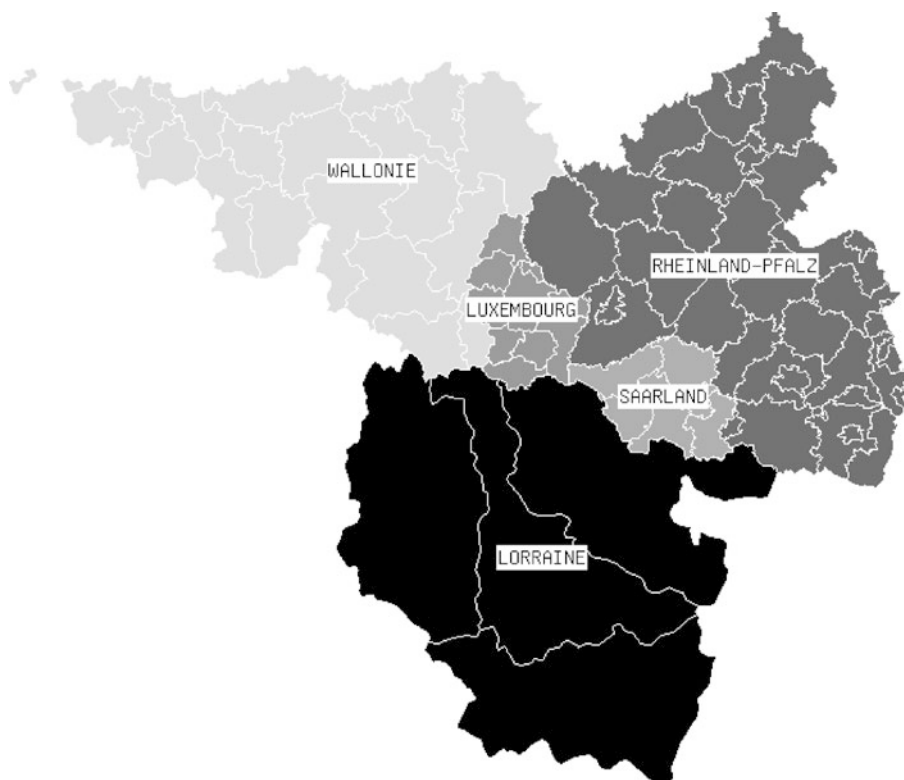 WALLONIE
RHEINLAND-PFALZ
LUXEMBOURG
SAARLAND
LORRAINE